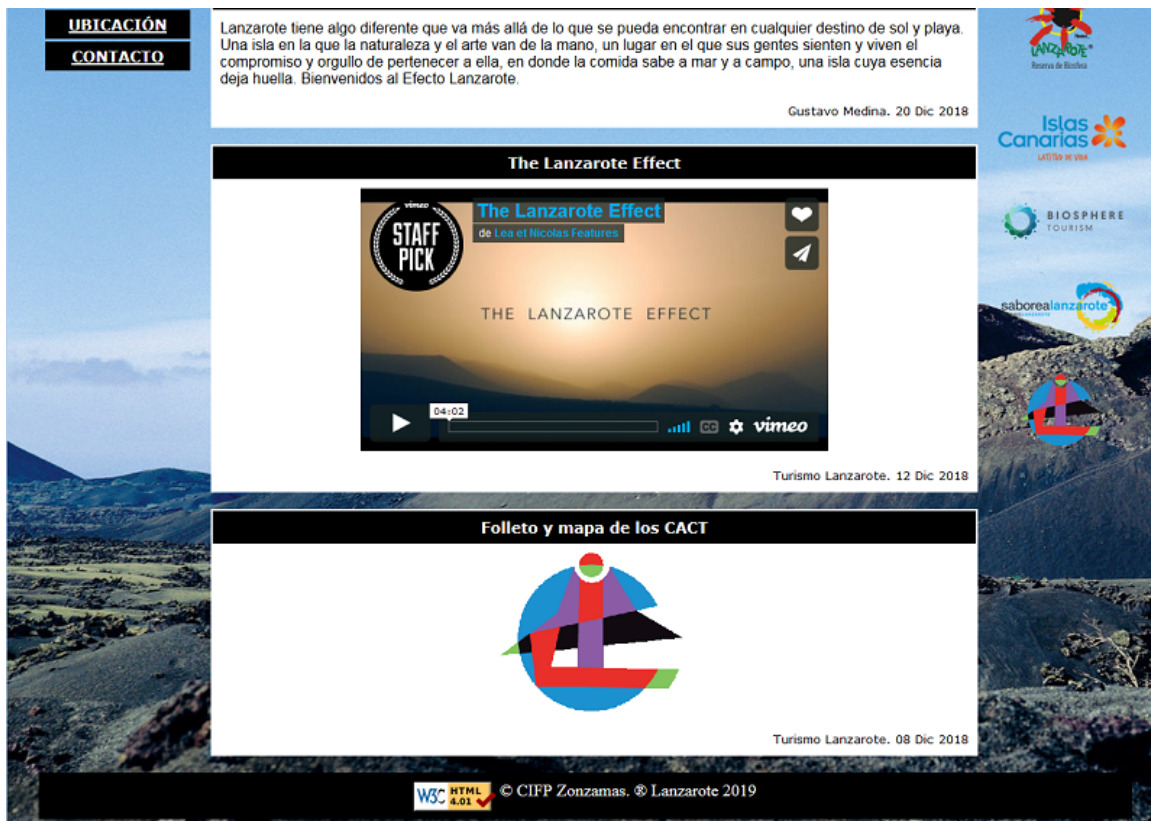 UBICACIÓN
CONTACTO
Lanzarote tiene algo diferente que va más allá de lo que se pueda encontrar en cualquier destino de sol y playa.
Una isla en la que la naturaleza y el arte van de la mano, un lugar en el que sus gentes sienten y viven el
compromiso y orgullo de pertenecer a ella, en donde la comida sabe a mar y a campo, una isla cuya esencia
deja huella. Bienvenidos al Efecto Lanzarote.
Gustavo Medina. 20 Dic 2018
The Lanzarote Effect
vimeo
STAFF
PICK
The Lanzarote Effect
de Lea et Nicolas Features
THE LANZAROTE EFFECT
04:02
CC
vimeo
Turismo Lanzarote. 12 Dic 2018
Folleto y mapa de los CACT
Turismo Lanzarote. 08 Dic 2018
LANZAROTE®
Reserva de Biosfera
Islas
Canarias
LATITUD DE VIDA
BIOSPHERE
TOURISM
saborealanzarote
W3C HTML
4.01
© CIFP Zonzamas. ® Lanzarote 2019